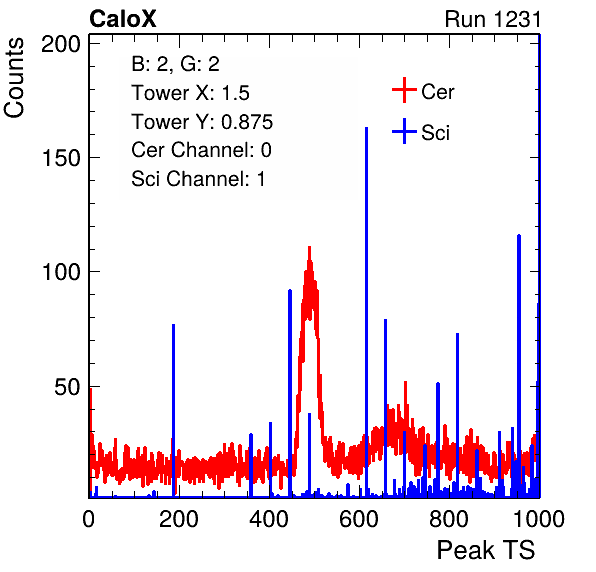 CaloX Run 1231
Counts
200
150
100
50
B: 2, G: 2
Tower X: 1.5
Tower Y: 0.875
Cer Channel: 0
Sci Channel: 1
Cer
Sci
0 200 400 600 800 1000
Peak TS